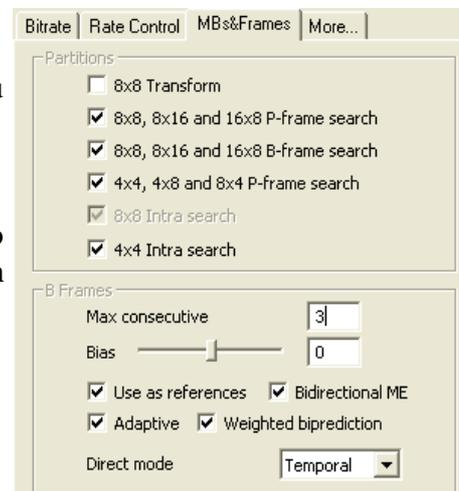 Bitrate Rate Control MBs&Frames More...
Partitions
8x8 Transform
8x8, 8x16 and 16x8 P-frame search
8x8, 8x16 and 16x8 B-frame search
4x4, 4x8 and 8x4 P-frame search
8x8 Intra search
4x4 Intra search
B Frames
Max consecutive 3
Bias 0
Use as references Bidirectional ME
Adaptive Weighted biprediction
Direct mode Temporal